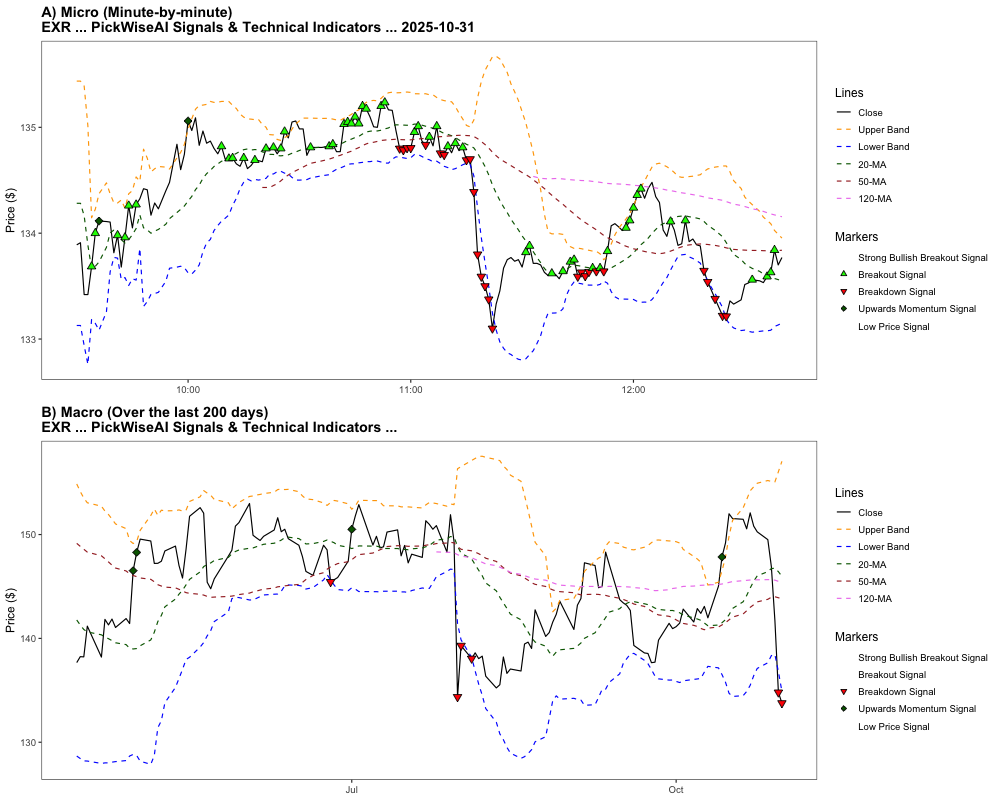 A) Micro (Minute-by-minute)
EXR ... PickWiseAI Signals & Technical Indicators ... 2025-10-31
Price ($)
135
134
133
10:00
11:00
12:00
Lines
Close
Upper Band
Lower Band
20-MA
50-MA
120-MA
Markers
Strong Bullish Breakout Signal
Breakout Signal
Breakdown Signal
Upwards Momentum Signal
Low Price Signal
B) Macro (Over the last 200 days)
EXR ... PickWiseAI Signals & Technical Indicators ...
Price ($)
150
140
130
Jul
Oct
Lines
Close
Upper Band
Lower Band
20-MA
50-MA
120-MA
Markers
Strong Bullish Breakout Signal
Breakout Signal
Breakdown Signal
Upwards Momentum Signal
Low Price Signal